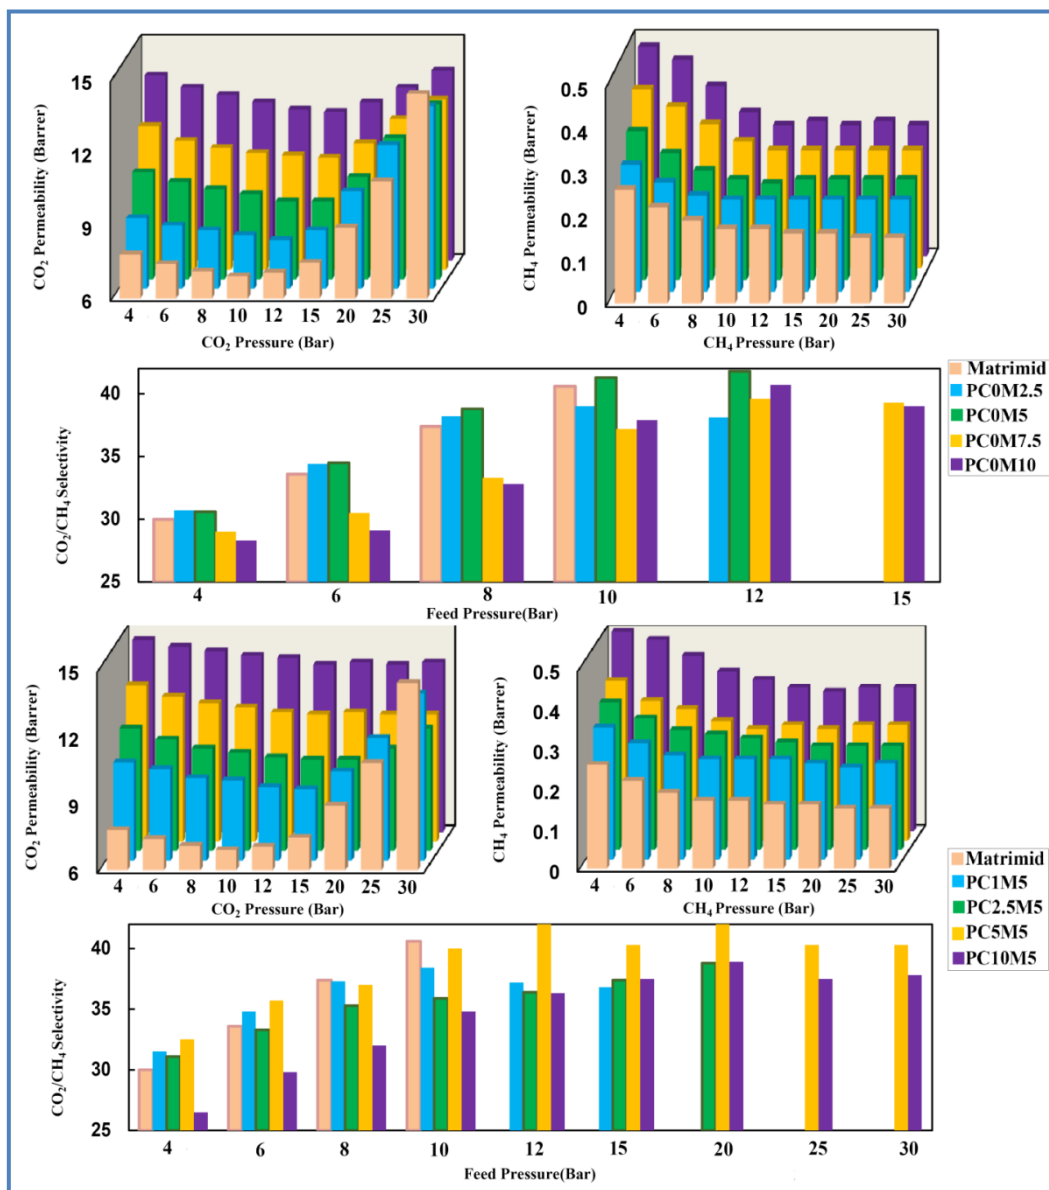 CO₂ Permeability (Barrer)
15
12
9
6
4 6 8 10 12 15 20 25 30
CO₂ Pressure (Bar)
CH₄ Permeability (Barrer)
0.5
0.4
0.3
0.2
0.1
0
4 6 8 10 12 15 20 25 30
CH₄ Pressure (Bar)
CO₂/CH₄ Selectivity
40
35
30
25
4 6 8 10 12 15
Feed Pressure(Bar)
Matrimid
PC0M2.5
PC0M5
PC0M7.5
PC0M10
CO₂ Permeability (Barrer)
15
12
9
6
4 6 8 10 12 15 20 25 30
CO₂ Pressure (Bar)
CH₄ Permeability (Barrer)
0.5
0.4
0.3
0.2
0.1
0
4 6 8 10 12 15 20 25 30
CH₄ Pressure (Bar)
CO₂/CH₄ Selectivity
40
35
30
25
4 6 8 10 12 15 20 25 30
Feed Pressure(Bar)
Matrimid
PC1M5
PC2.5M5
PC5M5
PC10M5